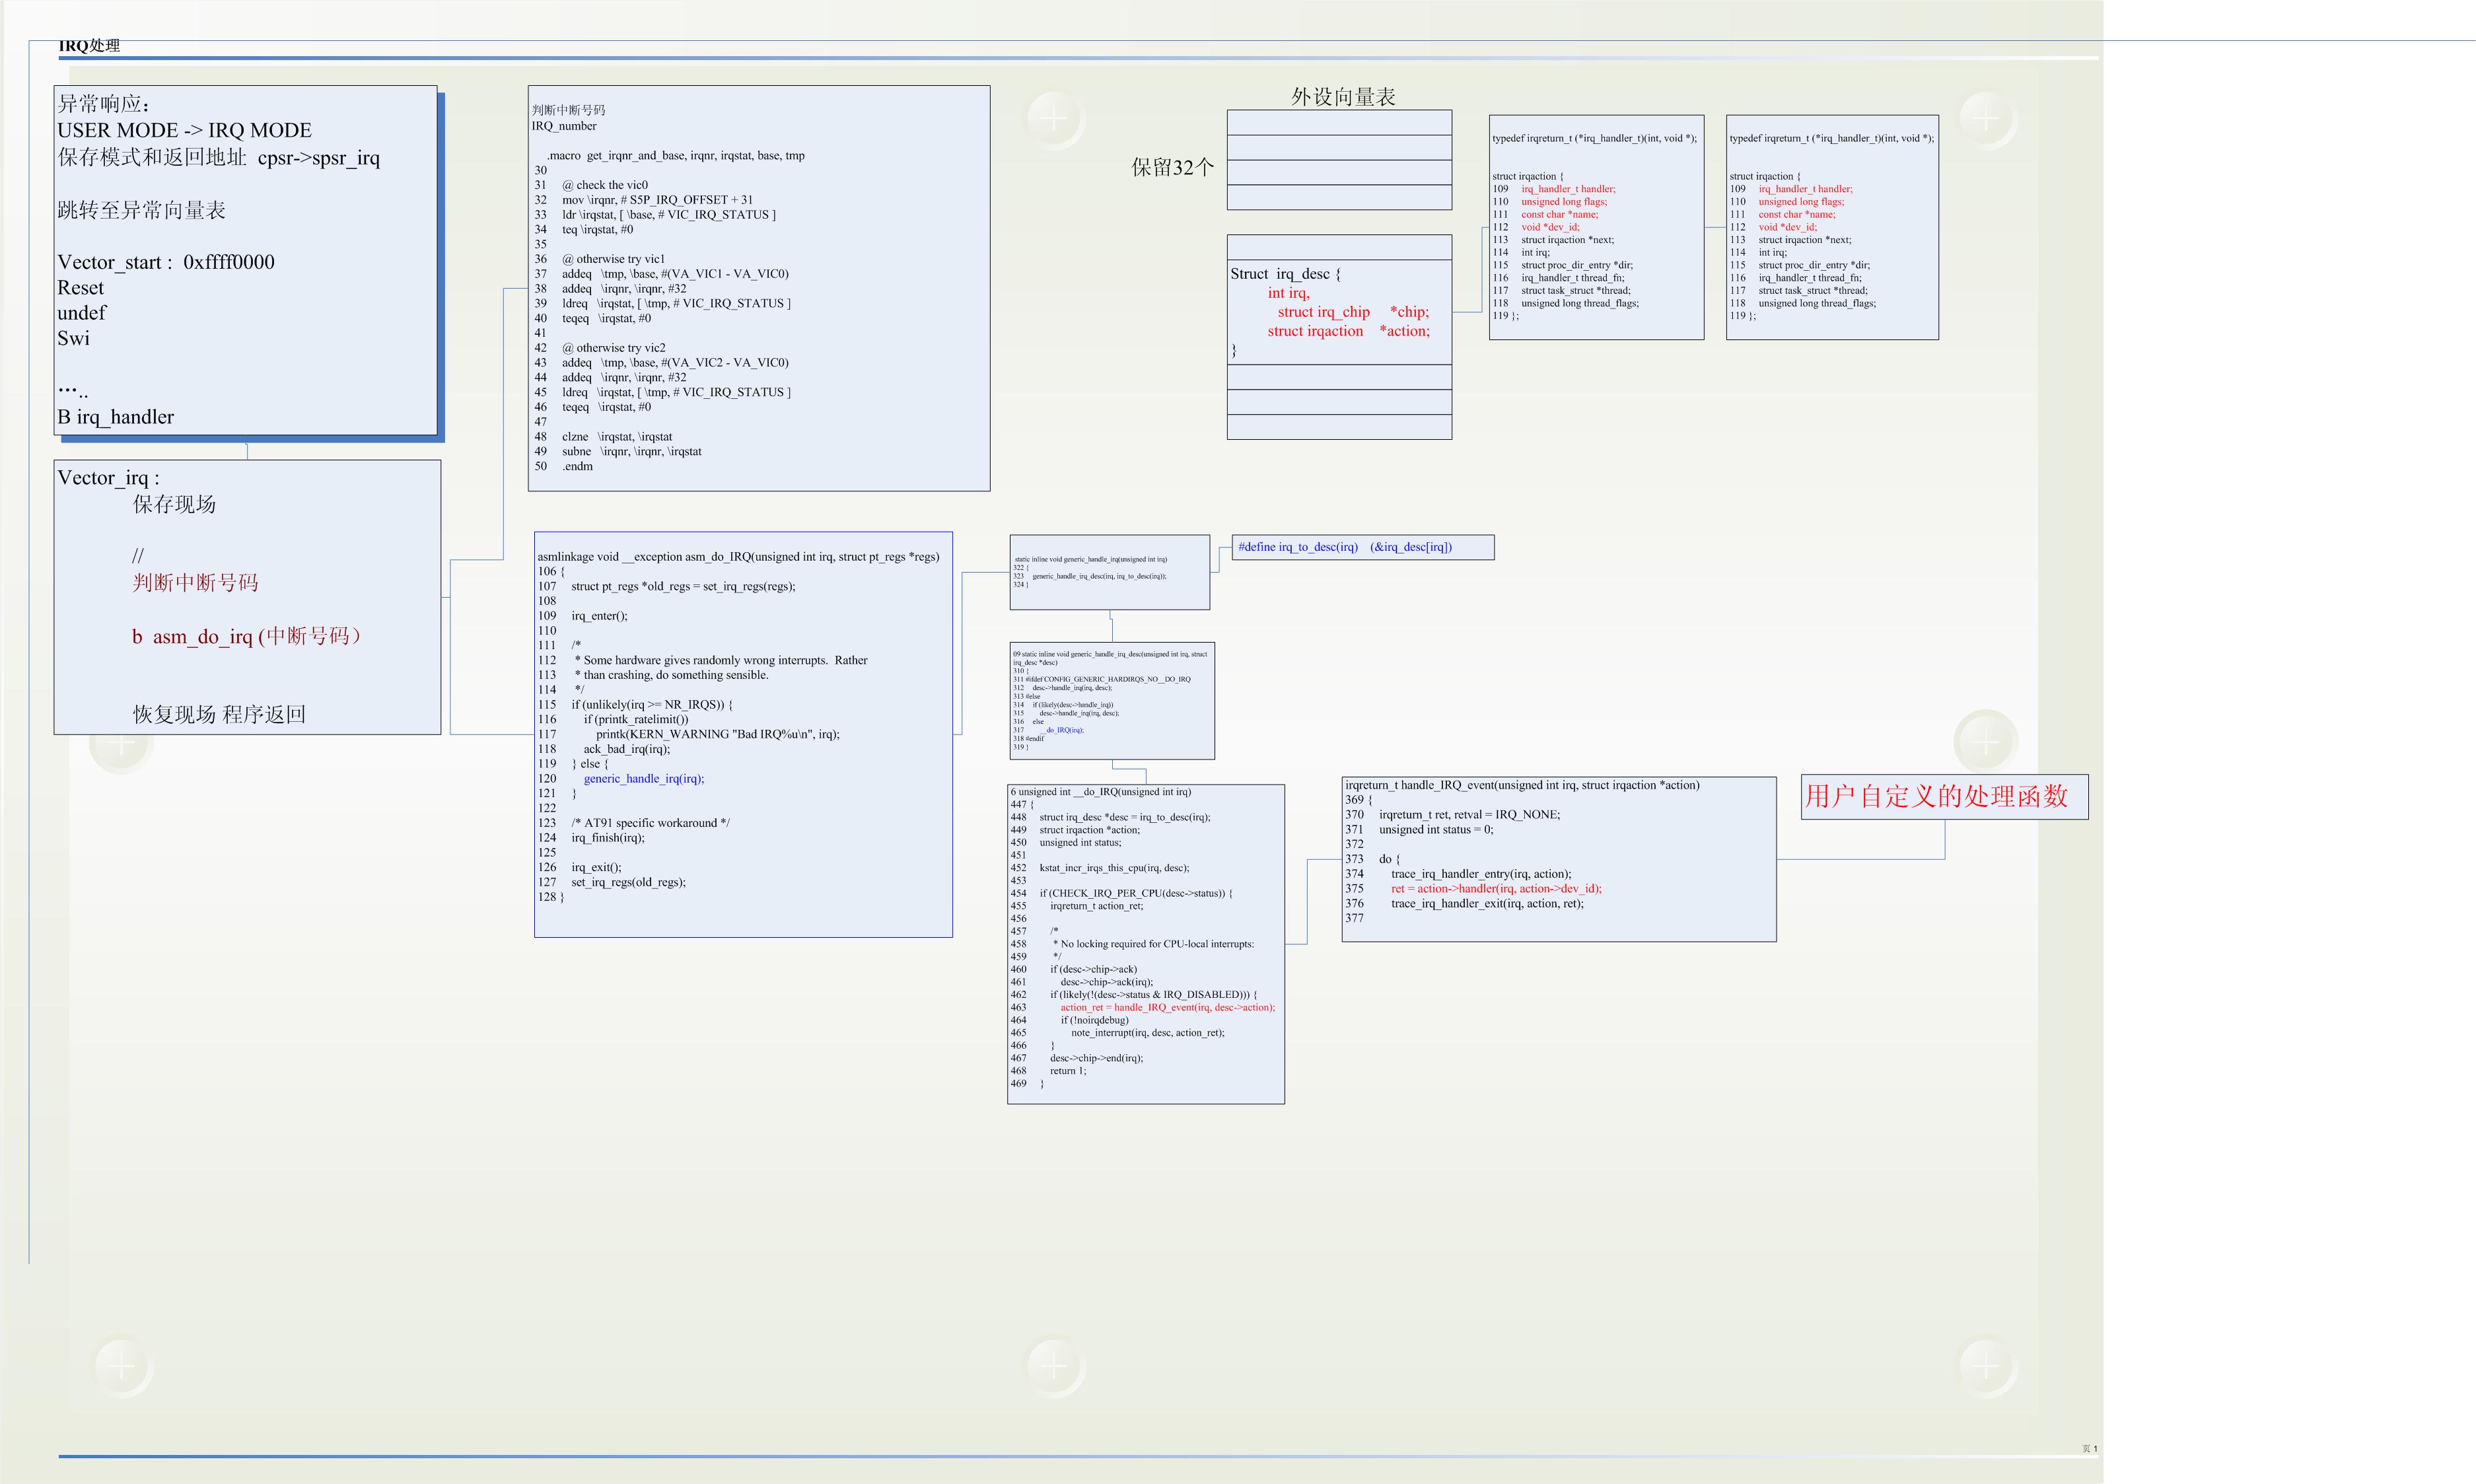 IRQ处理
异常响应：
USER MODE -> IRQ MODE
保存模式和返回地址  cpsr->spsr_irq
跳转至异常向量表
Vector_start :  0xffff0000
Reset
undef
Swi
…..
B irq_handler
Vector_irq :
保存现场
//
判断中断号码
b  asm_do_irq (中断号码）
恢复现场 程序返回
判断中断号码
IRQ_number
.macro  get_irqnr_and_base, irqnr, irqstat, base, tmp
30
31     @ check the vic0
32     mov \irqnr, # S5P_IRQ_OFFSET + 31
33     ldr \irqstat, [ \base, # VIC_IRQ_STATUS ]
34     teq \irqstat, #0
35
36     @ otherwise try vic1
37     addeq   \tmp, \base, #(VA_VIC1 - VA_VIC0)
38     addeq   \irqnr, \irqnr, #32
39     ldreq   \irqstat, [ \tmp, # VIC_IRQ_STATUS ]
40     teqeq   \irqstat, #0
41
42     @ otherwise try vic2
43     addeq   \tmp, \base, #(VA_VIC2 - VA_VIC0)
44     addeq   \irqnr, \irqnr, #32
45     ldreq   \irqstat, [ \tmp, # VIC_IRQ_STATUS ]
46     teqeq   \irqstat, #0
47
48     clzne   \irqstat, \irqstat
49     subne   \irqnr, \irqnr, \irqstat
50     .endm
外设向量表
保留32个
Struct  irq_desc {
int irq,
struct irq_chip     *chip;
struct irqaction    *action;
}
typedef irqreturn_t (*irq_handler_t)(int, void *);
struct irqaction {
109     irq_handler_t handler;
110     unsigned long flags;
111     const char *name;
112     void *dev_id;
113     struct irqaction *next;
114     int irq;
115     struct proc_dir_entry *dir;
116     irq_handler_t thread_fn;
117     struct task_struct *thread;
118     unsigned long thread_flags;
119 };
typedef irqreturn_t (*irq_handler_t)(int, void *);
struct irqaction {
109     irq_handler_t handler;
110     unsigned long flags;
111     const char *name;
112     void *dev_id;
113     struct irqaction *next;
114     int irq;
115     struct proc_dir_entry *dir;
116     irq_handler_t thread_fn;
117     struct task_struct *thread;
118     unsigned long thread_flags;
119 };
asmlinkage void __exception asm_do_IRQ(unsigned int irq, struct pt_regs *regs)
106 {
107     struct pt_regs *old_regs = set_irq_regs(regs);
108
109     irq_enter();
110
111     /*
112      * Some hardware gives randomly wrong interrupts.  Rather
113      * than crashing, do something sensible.
114      */
115     if (unlikely(irq >= NR_IRQS)) {
116         if (printk_ratelimit())
117             printk(KERN_WARNING "Bad IRQ%u\n", irq);
118         ack_bad_irq(irq);
119     } else {
120         generic_handle_irq(irq);
121     }
122
123     /* AT91 specific workaround */
124     irq_finish(irq);
125
126     irq_exit();
127     set_irq_regs(old_regs);
128 }
static inline void generic_handle_irq(unsigned int irq)
322 {
323     generic_handle_irq_desc(irq, irq_to_desc(irq));
324 }
#define irq_to_desc(irq)    (&irq_desc[irq])
09 static inline void generic_handle_irq_desc(unsigned int irq, struct
irq_desc *desc)
310 {
311 #ifdef CONFIG_GENERIC_HARDIRQS_NO__DO_IRQ
312     desc->handle_irq(irq, desc);
313 #else
314     if (likely(desc->handle_irq))
315         desc->handle_irq(irq, desc);
316     else
317         __do_IRQ(irq);
318 #endif
319 }
6 unsigned int __do_IRQ(unsigned int irq)
447 {
448     struct irq_desc *desc = irq_to_desc(irq);
449     struct irqaction *action;
450     unsigned int status;
451
452     kstat_incr_irqs_this_cpu(irq, desc);
453
454     if (CHECK_IRQ_PER_CPU(desc->status)) {
455         irqreturn_t action_ret;
456
457         /*
458          * No locking required for CPU-local interrupts:
459          */
460         if (desc->chip->ack)
461             desc->chip->ack(irq);
462         if (likely(!(desc->status & IRQ_DISABLED))) {
463             action_ret = handle_IRQ_event(irq, desc->action);
464             if (!noirqdebug)
465                 note_interrupt(irq, desc, action_ret);
466         }
467         desc->chip->end(irq);
468         return 1;
469     }
irqreturn_t handle_IRQ_event(unsigned int irq, struct irqaction *action)
369 {
370     irqreturn_t ret, retval = IRQ_NONE;
371     unsigned int status = 0;
372
373     do {
374         trace_irq_handler_entry(irq, action);
375         ret = action->handler(irq, action->dev_id);
376         trace_irq_handler_exit(irq, action, ret);
377
用户自定义的处理函数
页 1